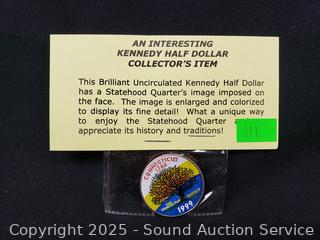 AN INTERESTING
KENNEDY HALF DOLLAR
COLLECTOR'S ITEM
This Brilliant Uncirculated Kennedy Half Dollar
has a Statehood Quarter's image imposed on
the face. The image is enlarged and colorized
to display its fine detail! What a unique way
to enjoy the Statehood Quarter
appreciate its history and traditions!
311.
CONNECTICUT
1788
1999
Copyright 2025 - Sound Auction Service